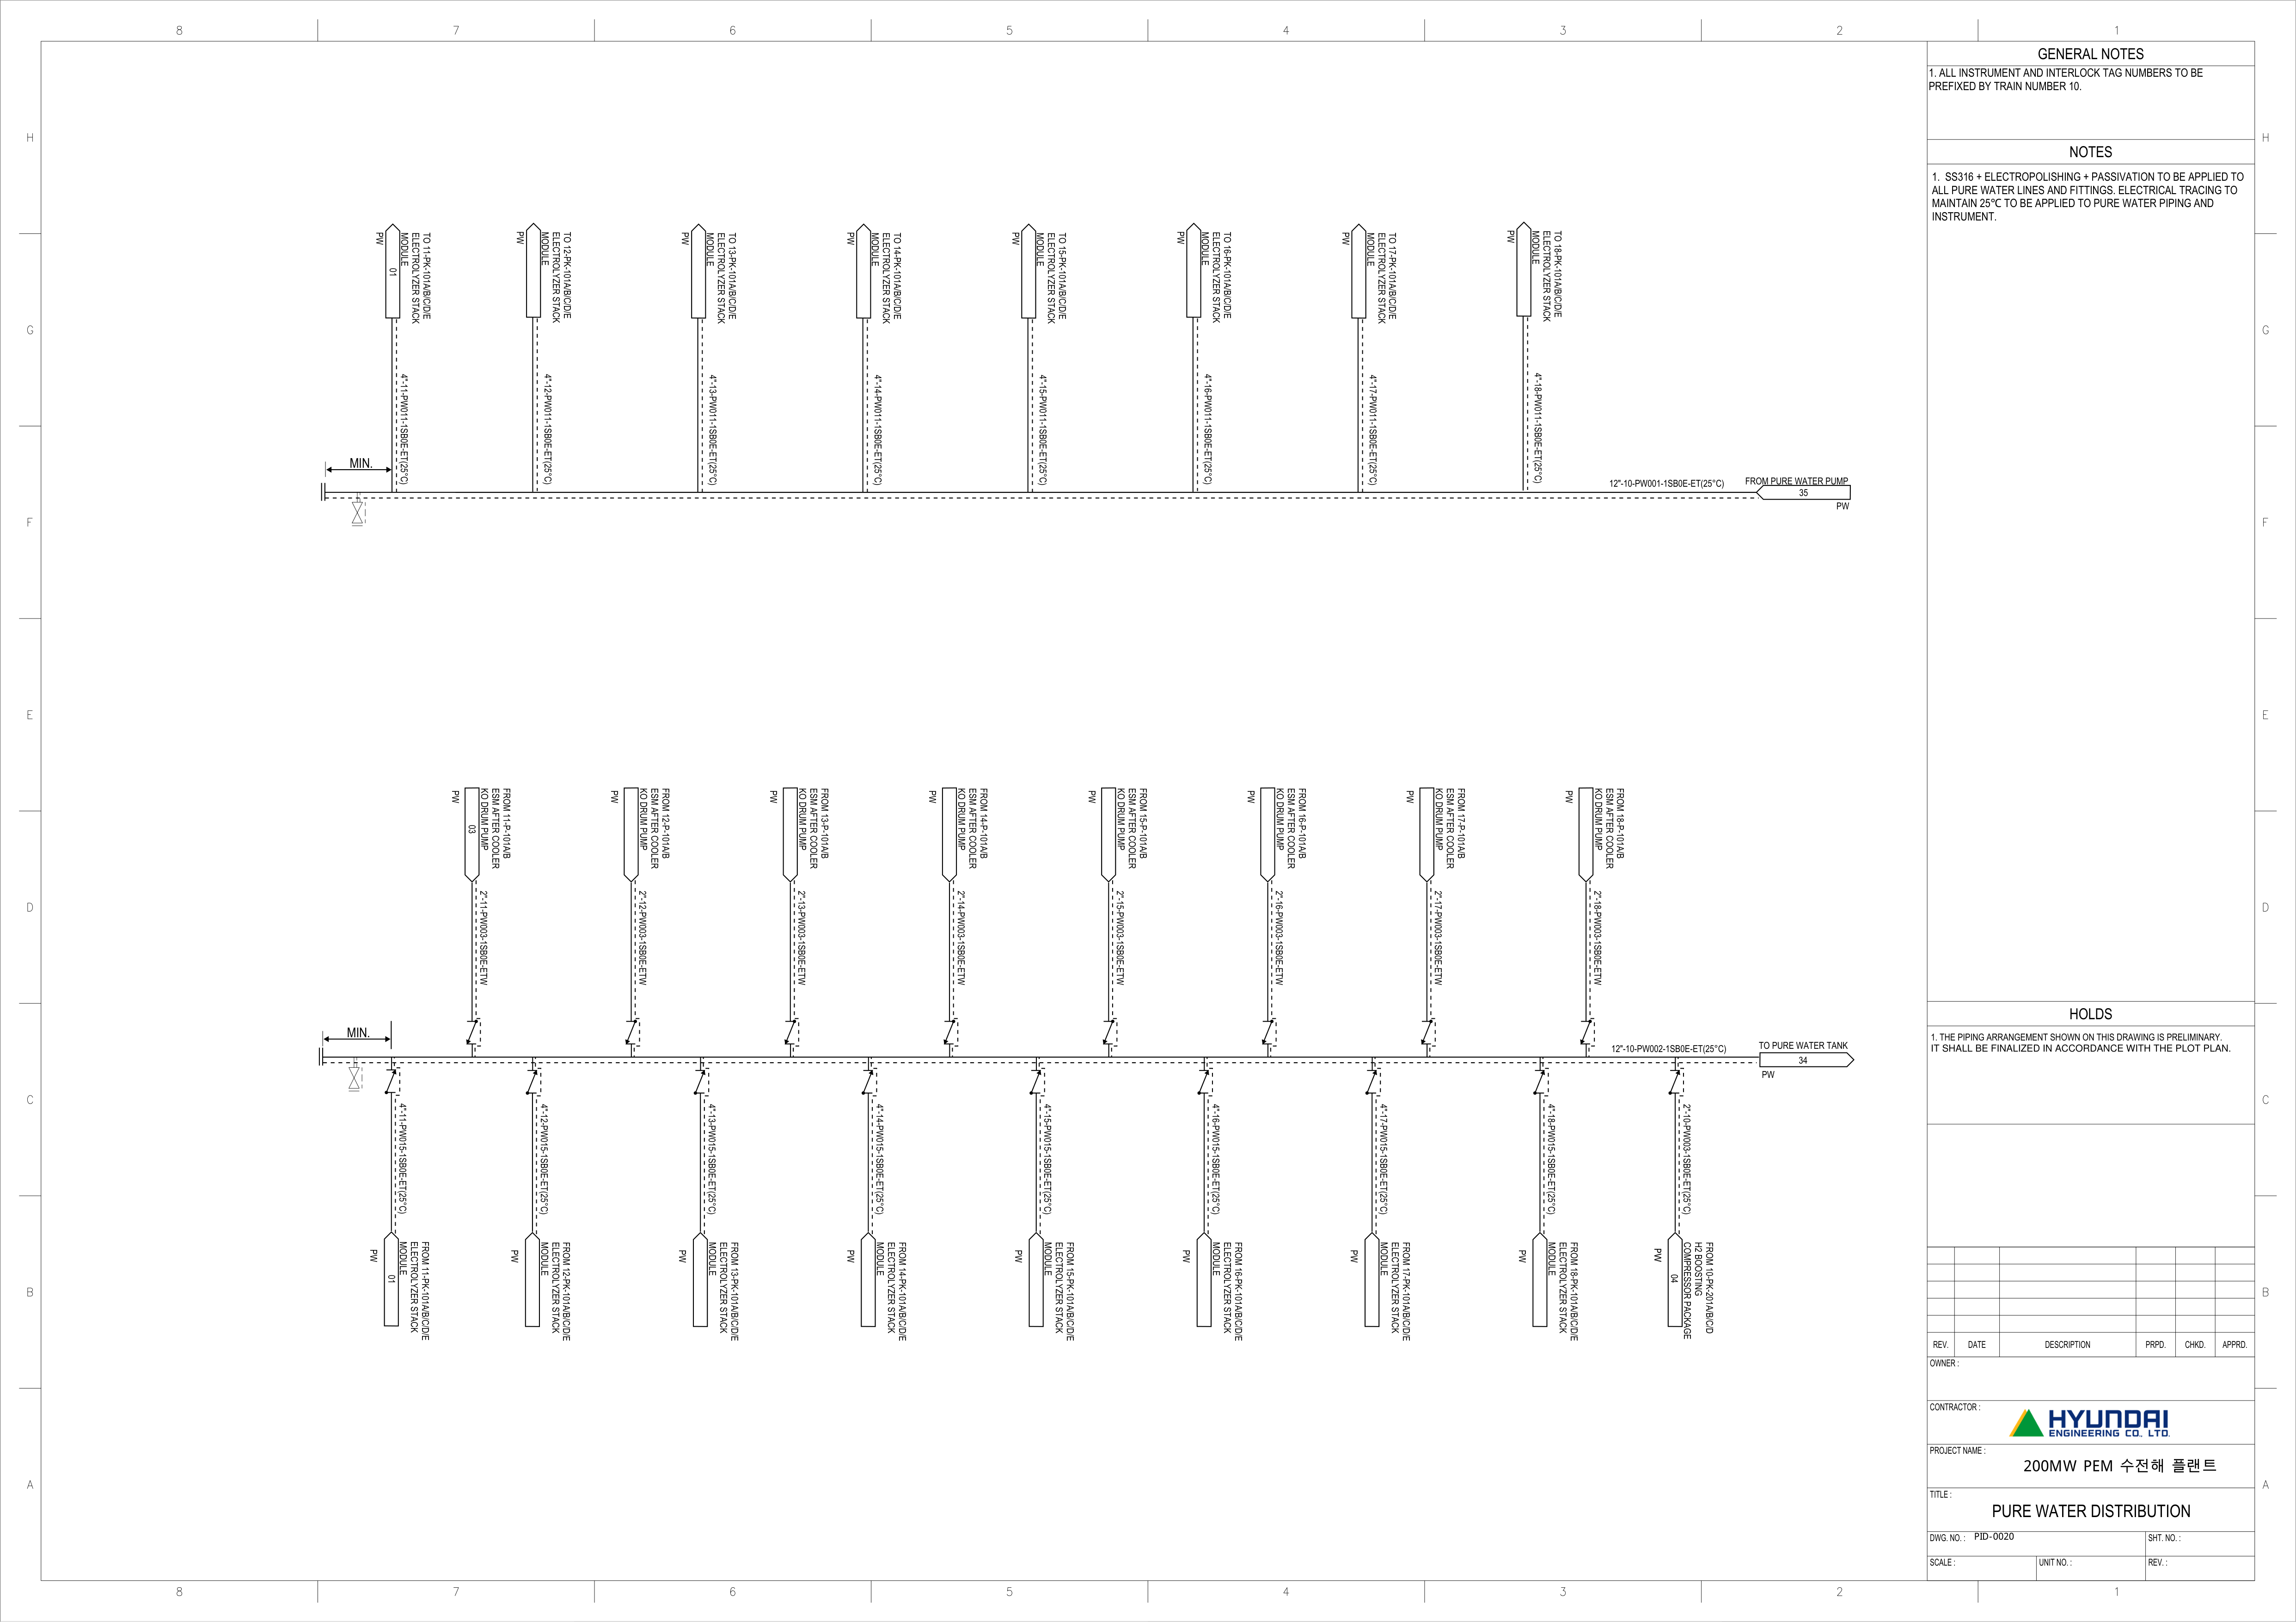 8
7
6
5
4
3
2
1
H
G
F
E
D
C
B
A
TO 11-PK-101A/B/C/D/E
ELECTROLYZER STACK
MODULE
01
PW
TO 12-PK-101A/B/C/D/E
ELECTROLYZER STACK
MODULE
PW
TO 13-PK-101A/B/C/D/E
ELECTROLYZER STACK
MODULE
PW
TO 14-PK-101A/B/C/D/E
ELECTROLYZER STACK
MODULE
PW
TO 15-PK-101A/B/C/D/E
ELECTROLYZER STACK
MODULE
PW
TO 16-PK-101A/B/C/D/E
ELECTROLYZER STACK
MODULE
PW
TO 17-PK-101A/B/C/D/E
ELECTROLYZER STACK
MODULE
PW
TO 18-PK-101A/B/C/D/E
ELECTROLYZER STACK
MODULE
PW
4"-11-PW011-1SB0E-ET(25°C)
4"-12-PW011-1SB0E-ET(25°C)
4"-13-PW011-1SB0E-ET(25°C)
4"-14-PW011-1SB0E-ET(25°C)
4"-15-PW011-1SB0E-ET(25°C)
4"-16-PW011-1SB0E-ET(25°C)
4"-17-PW011-1SB0E-ET(25°C)
4"-18-PW011-1SB0E-ET(25°C)
MIN.
12"-10-PW001-1SB0E-ET(25°C)
FROM PURE WATER PUMP
35
PW
FROM 11-P-101A/B
ESM AFTER COOLER
KO DRUM PUMP
03
PW
FROM 12-P-101A/B
ESM AFTER COOLER
KO DRUM PUMP
PW
FROM 13-P-101A/B
ESM AFTER COOLER
KO DRUM PUMP
PW
FROM 14-P-101A/B
ESM AFTER COOLER
KO DRUM PUMP
PW
FROM 15-P-101A/B
ESM AFTER COOLER
KO DRUM PUMP
PW
FROM 16-P-101A/B
ESM AFTER COOLER
KO DRUM PUMP
PW
FROM 17-P-101A/B
ESM AFTER COOLER
KO DRUM PUMP
PW
FROM 18-P-101A/B
ESM AFTER COOLER
KO DRUM PUMP
PW
2"-11-PW003-1SB0E-ETW
2"-12-PW003-1SB0E-ETW
2"-13-PW003-1SB0E-ETW
2"-14-PW003-1SB0E-ETW
2"-15-PW003-1SB0E-ETW
2"-16-PW003-1SB0E-ETW
2"-17-PW003-1SB0E-ETW
2"-18-PW003-1SB0E-ETW
MIN.
12"-10-PW002-1SB0E-ET(25°C)
TO PURE WATER TANK
34
PW
4"-11-PW015-1SB0E-ET(25°C)
4"-12-PW015-1SB0E-ET(25°C)
4"-13-PW015-1SB0E-ET(25°C)
4"-14-PW015-1SB0E-ET(25°C)
4"-15-PW015-1SB0E-ET(25°C)
4"-16-PW015-1SB0E-ET(25°C)
4"-17-PW015-1SB0E-ET(25°C)
4"-18-PW015-1SB0E-ET(25°C)
2"-10-PW003-1SB0E-ET(25°C)
FROM 11-PK-101A/B/C/D/E
ELECTROLYZER STACK
MODULE
01
PW
FROM 12-PK-101A/B/C/D/E
ELECTROLYZER STACK
MODULE
PW
FROM 13-PK-101A/B/C/D/E
ELECTROLYZER STACK
MODULE
PW
FROM 14-PK-101A/B/C/D/E
ELECTROLYZER STACK
MODULE
PW
FROM 15-PK-101A/B/C/D/E
ELECTROLYZER STACK
MODULE
PW
FROM 16-PK-101A/B/C/D/E
ELECTROLYZER STACK
MODULE
PW
FROM 17-PK-101A/B/C/D/E
ELECTROLYZER STACK
MODULE
PW
FROM 18-PK-101A/B/C/D/E
ELECTROLYZER STACK
MODULE
PW
FROM 10-PK-201A/B/C/D
H2 BOOSTING
COMPRESSOR PACKAGE
04
PW
GENERAL NOTES
1. ALL INSTRUMENT AND INTERLOCK TAG NUMBERS TO BE
PREFIXED BY TRAIN NUMBER 10.
NOTES
1. SS316 + ELECTROPOLISHING + PASSIVATION TO BE APPLIED TO
ALL PURE WATER LINES AND FITTINGS. ELECTRICAL TRACING TO
MAINTAIN 25℃ TO BE APPLIED TO PURE WATER PIPING AND
INSTRUMENT.
HOLDS
1. THE PIPING ARRANGEMENT SHOWN ON THIS DRAWING IS PRELIMINARY.
IT SHALL BE FINALIZED IN ACCORDANCE WITH THE PLOT PLAN.
REV. DATE DESCRIPTION PRPD. CHKD. APPRD.
OWNER :
CONTRACTOR :
HYUNDAI
ENGINEERING CO., LTD.
PROJECT NAME :
200MW PEM 수전해 플랜트
TITLE :
PURE WATER DISTRIBUTION
DWG. NO. : PID-0020
SHT. NO. :
SCALE :
UNIT NO. :
REV. :
H
G
F
E
D
C
B
A
8
7
6
5
4
3
2
1